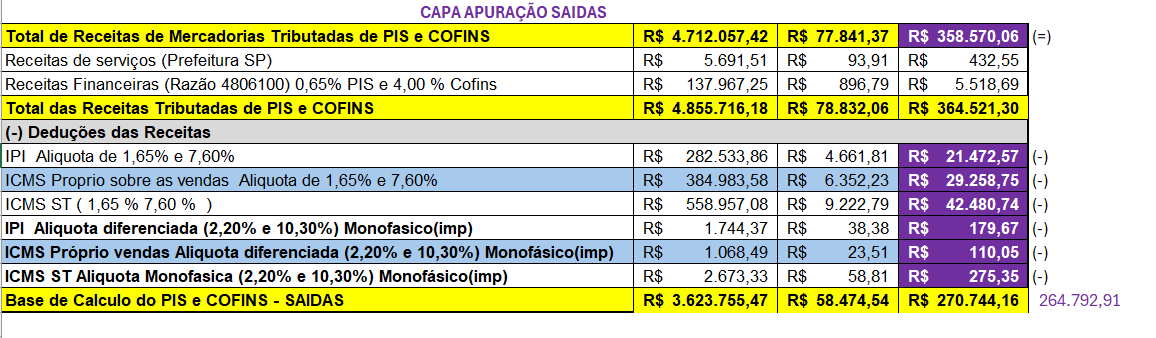 CAPA APURAÇÃO SAIDAS
Total de Receitas de Mercadorias Tributadas de PIS e COFINS R$ 4.712.057,42 R$ 77.841,37 R$ 358.570,06 (=)
Receitas de serviços (Prefeitura SP) R$ 5.691,51 R$ 93,91 R$ 432,55
Receitas Financeiras (Razão 4806100) 0,65% PIS e 4,00 % Cofins R$ 137.967,25 R$ 896,79 R$ 5.518,69
Total das Receitas Tributadas de PIS e COFINS R$ 4.855.716,18 R$ 78.832,06 R$ 364.521,30
(-) Deduções das Receitas
IPI Aliquota de 1,65% e 7,60% R$ 282.533,86 R$ 4.661,81 R$ 21.472,57 (-)
ICMS Proprio sobre as vendas Aliquota de 1,65% e 7,60% R$ 384.983,58 R$ 6.352,23 R$ 29.258,75 (-)
ICMS ST ( 1,65 % 7,60 % ) R$ 558.957,08 R$ 9.222,79 R$ 42.480,74 (-)
IPI Aliquota diferenciada (2,20% e 10,30%) Monofasico(imp) R$ 1.744,37 R$ 38,38 R$ 179,67 (-)
ICMS Próprio vendas Aliquota diferenciada (2,20% e 10,30%) Monofásico(imp) R$ 1.068,49 R$ 23,51 R$ 110,05 (-)
ICMS ST Aliquota Monofasica (2,20% e 10,30%) Monofásico(imp) R$ 2.673,33 R$ 58,81 R$ 275,35 (-)
Base de Calculo do PIS e COFINS - SAIDAS R$ 3.623.755,47 R$ 58.474,54 R$ 270.744,16 264.792,91